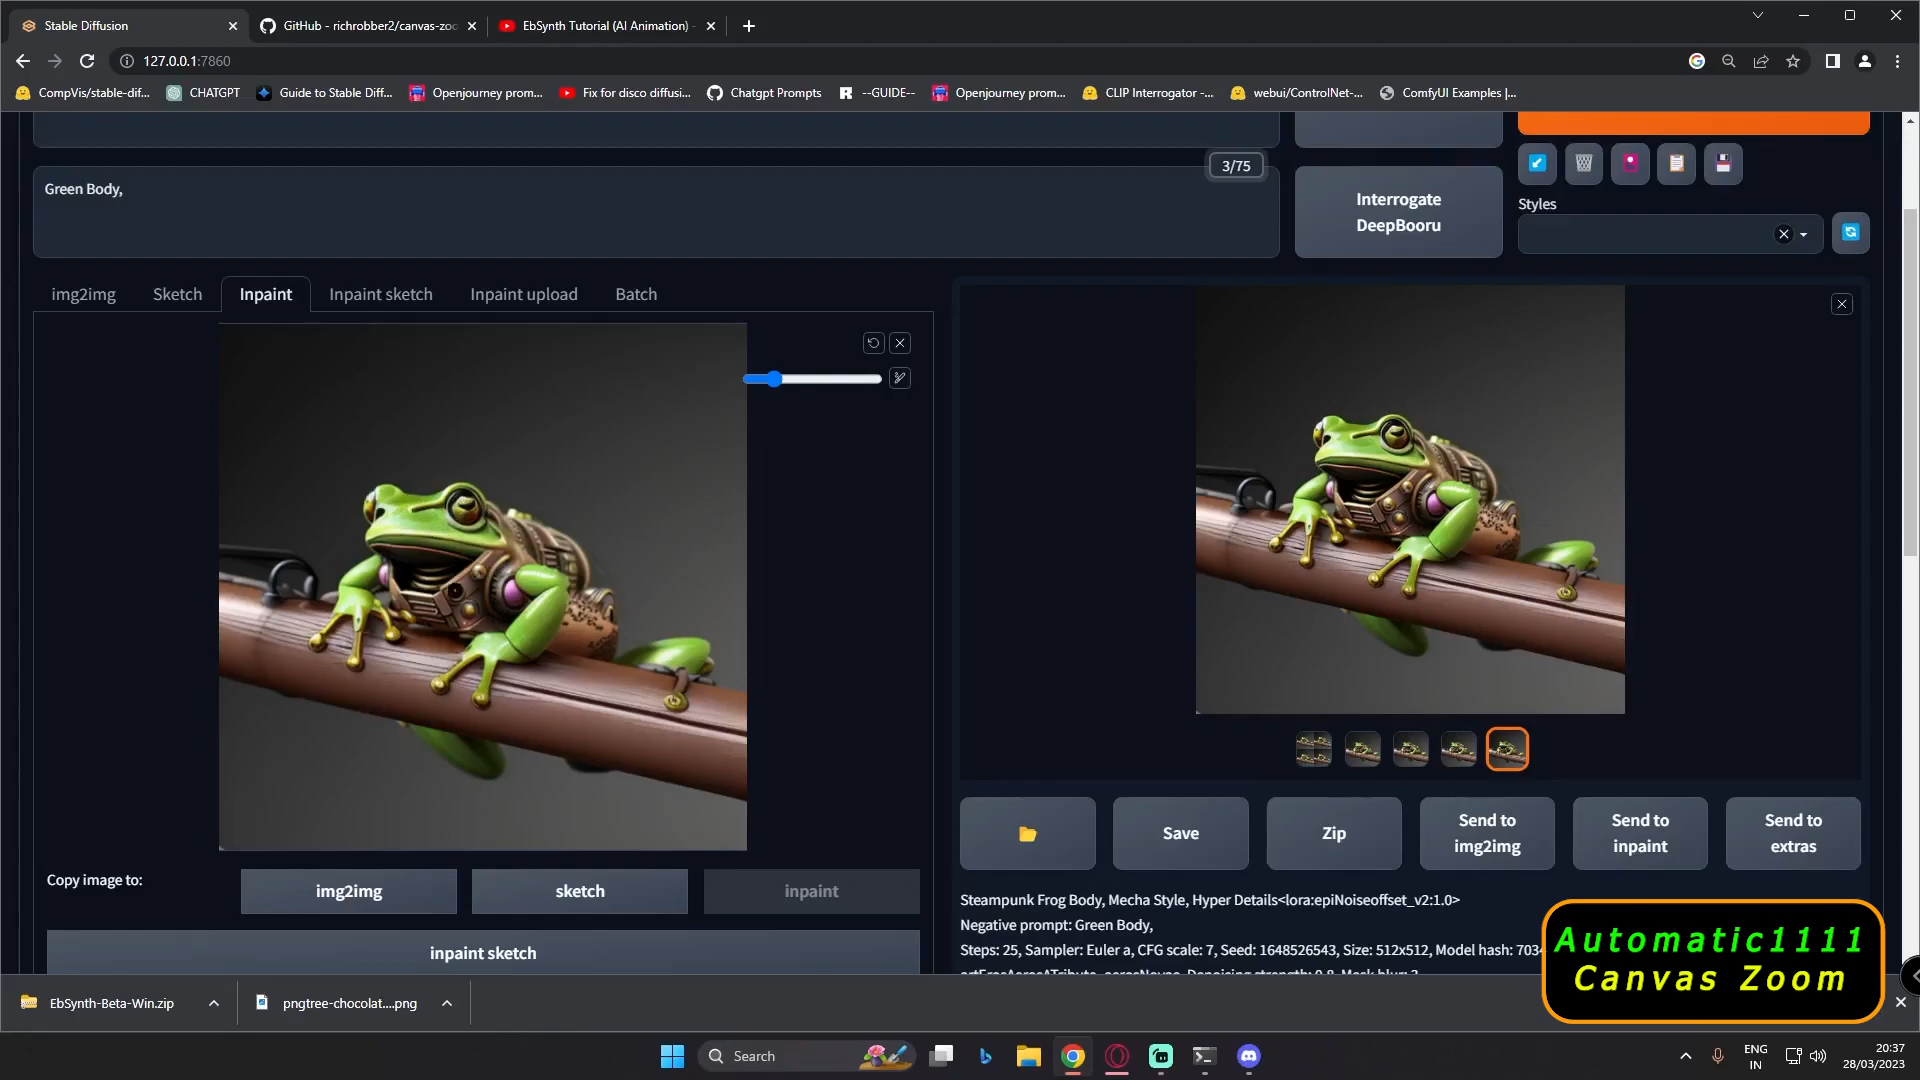 Stable Diffusion
GitHub - richrobber2/canvas-zoo
EbSynth Tutorial (AI Animation) -
127.0.0.1:7860
CompVis/stable-dif...
CHATGPT
Guide to Stable Diff...
Openjourney prom...
Fix for disco diffusi...
Chatgpt Prompts
R
--GUIDE--
Openjourney prom...
CLIP Interrogator -...
webui/ControlNet-...
ComfyUI Examples |...
3/75
Green Body,
Interrogate
DeepBooru
Styles
img2img
Sketch
Inpaint
Inpaint sketch
Inpaint upload
Batch
Copy image to:
img2img
sketch
inpaint
inpaint sketch
Save
Zip
Send to
img2img
Send to
inpaint
Send to
extras
Steampunk Frog Body, Mecha Style, Hyper Details<lora:epiNoiseoffset_v2:1.0>
Negative prompt: Green Body,
Steps: 25, Sampler: Euler a, CFG scale: 7, Seed: 1648526543, Size: 512x512, Model hash: 7034
Automatic1111
Canvas Zoom
EbSynth-Beta-Win.zip
pngtree-chocolat....png
Search
ENG
IN
20:37
28/03/2023